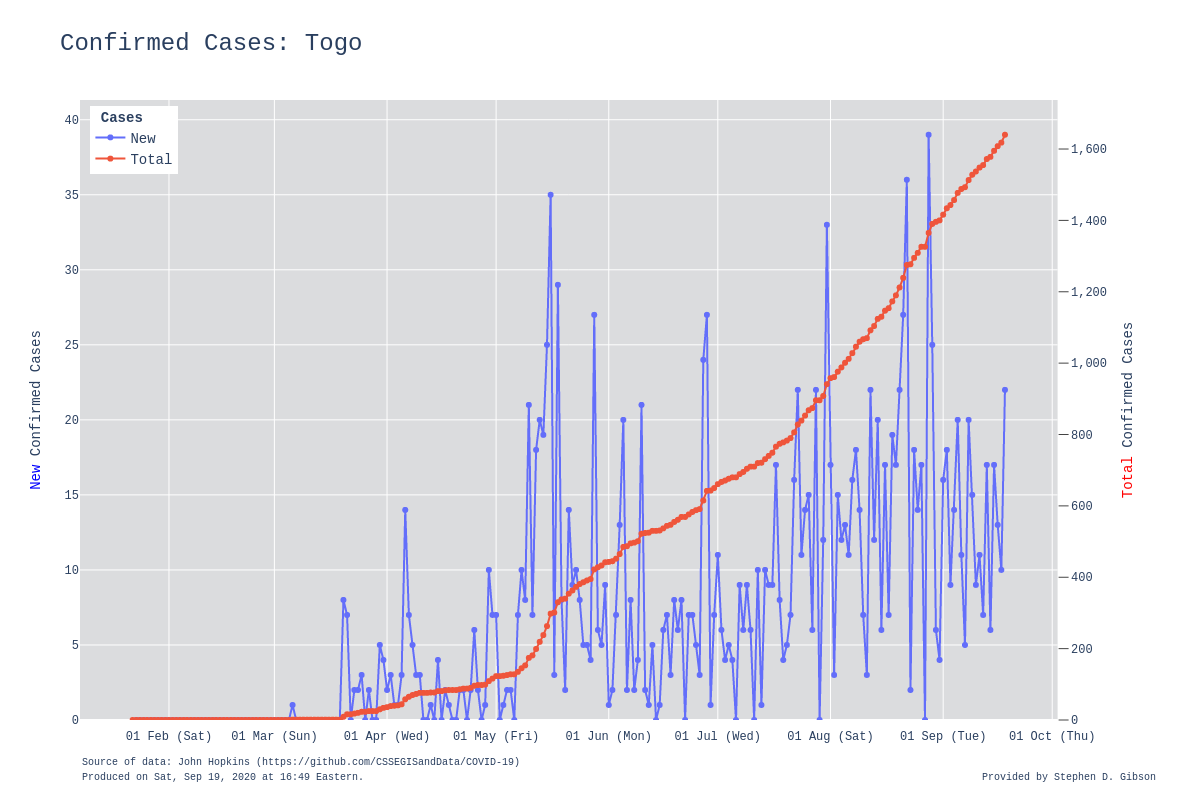 Confirmed Cases: Togo
Cases
New
Total
40
35
30
25
20
15
10
5
0
New Confirmed Cases
1,600
1,400
1,200
1,000
800
600
400
200
0
Total Confirmed Cases
01 Feb (Sat) 01 Mar (Sun) 01 Apr (Wed) 01 May (Fri) 01 Jun (Mon) 01 Jul (Wed) 01 Aug (Sat) 01 Sep (Tue) 01 Oct (Thu)
Source of data: John Hopkins (https://github.com/CSSEGISandData/COVID-19)
Produced on Sat, Sep 19, 2020 at 16:49 Eastern.
Provided by Stephen D. Gibson